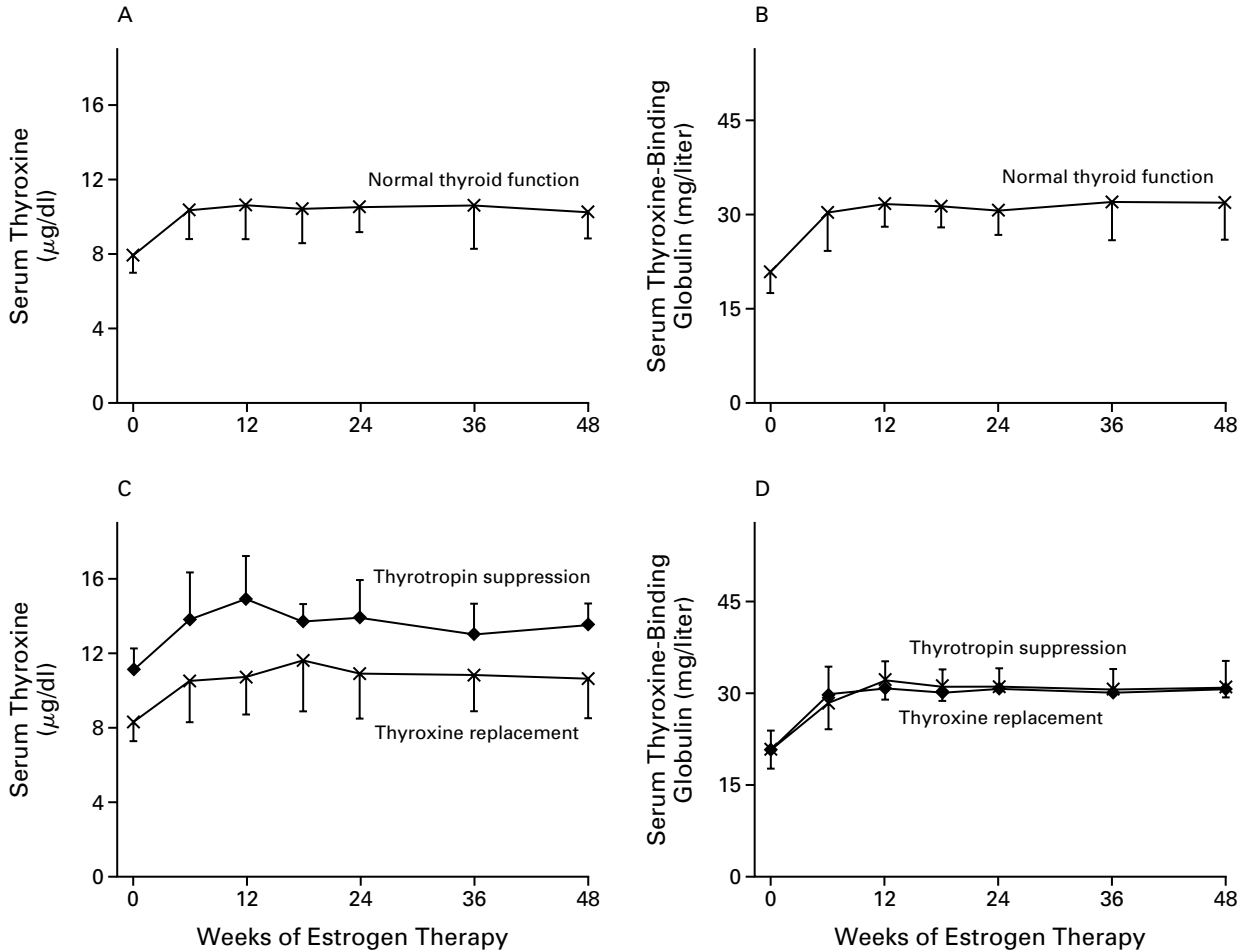 A
Serum Thyroxine
(μg/dl)
16
12
8
4
0
Normal thyroid function
0 12 24 36 48
B
Serum Thyroxine-Binding
Globulin (mg/liter)
45
30
15
0
Normal thyroid function
0 12 24 36 48
C
Serum Thyroxine
(μg/dl)
16
12
8
4
0
Thyrotropin suppression
Thyroxine replacement
0 12 24 36 48
Weeks of Estrogen Therapy
D
Serum Thyroxine-Binding
Globulin (mg/liter)
45
30
15
0
Thyrotropin suppression
Thyroxine replacement
0 12 24 36 48
Weeks of Estrogen Therapy